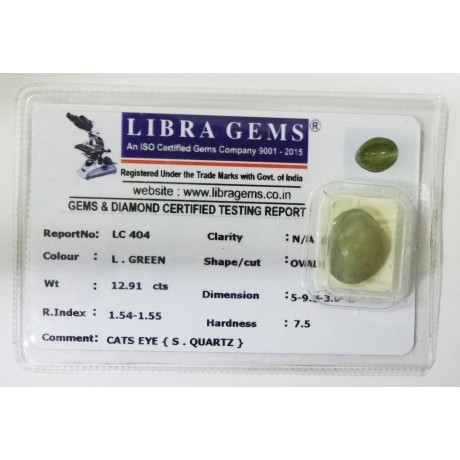 LIBRA GEMS®
An ISO Certified Gems Company 9001 - 2015
Registered Under the Trade Marks with Govt. of India
website : www.libragems.co.in
GEMS & DIAMOND CERTIFIED TESTING REPORT
ReportNo: LC 404 Clarity : N/A
Colour : L . GREEN Shape/cut : OVAL
Wt : 12.91 cts Dimension :
R.Index : 1.54-1.55 Hardness : 7.5
Comment: CATS EYE { S . QUARTZ }